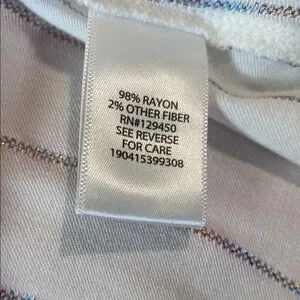 98% RAYON
2% OTHER FIBER
RN#129450
SEE REVERSE
FOR CARE
190415399308